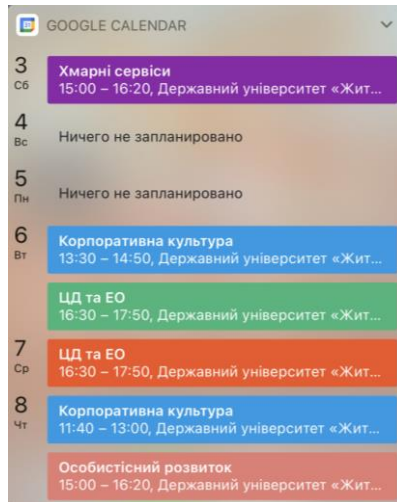 GOOGLE CALENDAR
3
Сб
Хмарні сервіси
15:00 – 16:20, Державний університет «Жит...
4
Вс
Ничего не запланировано
5
Пн
Ничего не запланировано
6
Вт
Корпоративна культура
13:30 – 14:50, Державний університет «Жит...
ЦД та ЕО
16:30 – 17:50, Державний університет «Жит...
7
Ср
ЦД та ЕО
16:30 – 17:50, Державний університет «Жит...
8
Чт
Корпоративна культура
11:40 – 13:00, Державний університет «Жит...
Особистісний розвиток
15:00 – 16:20, Державний університет «Жит...